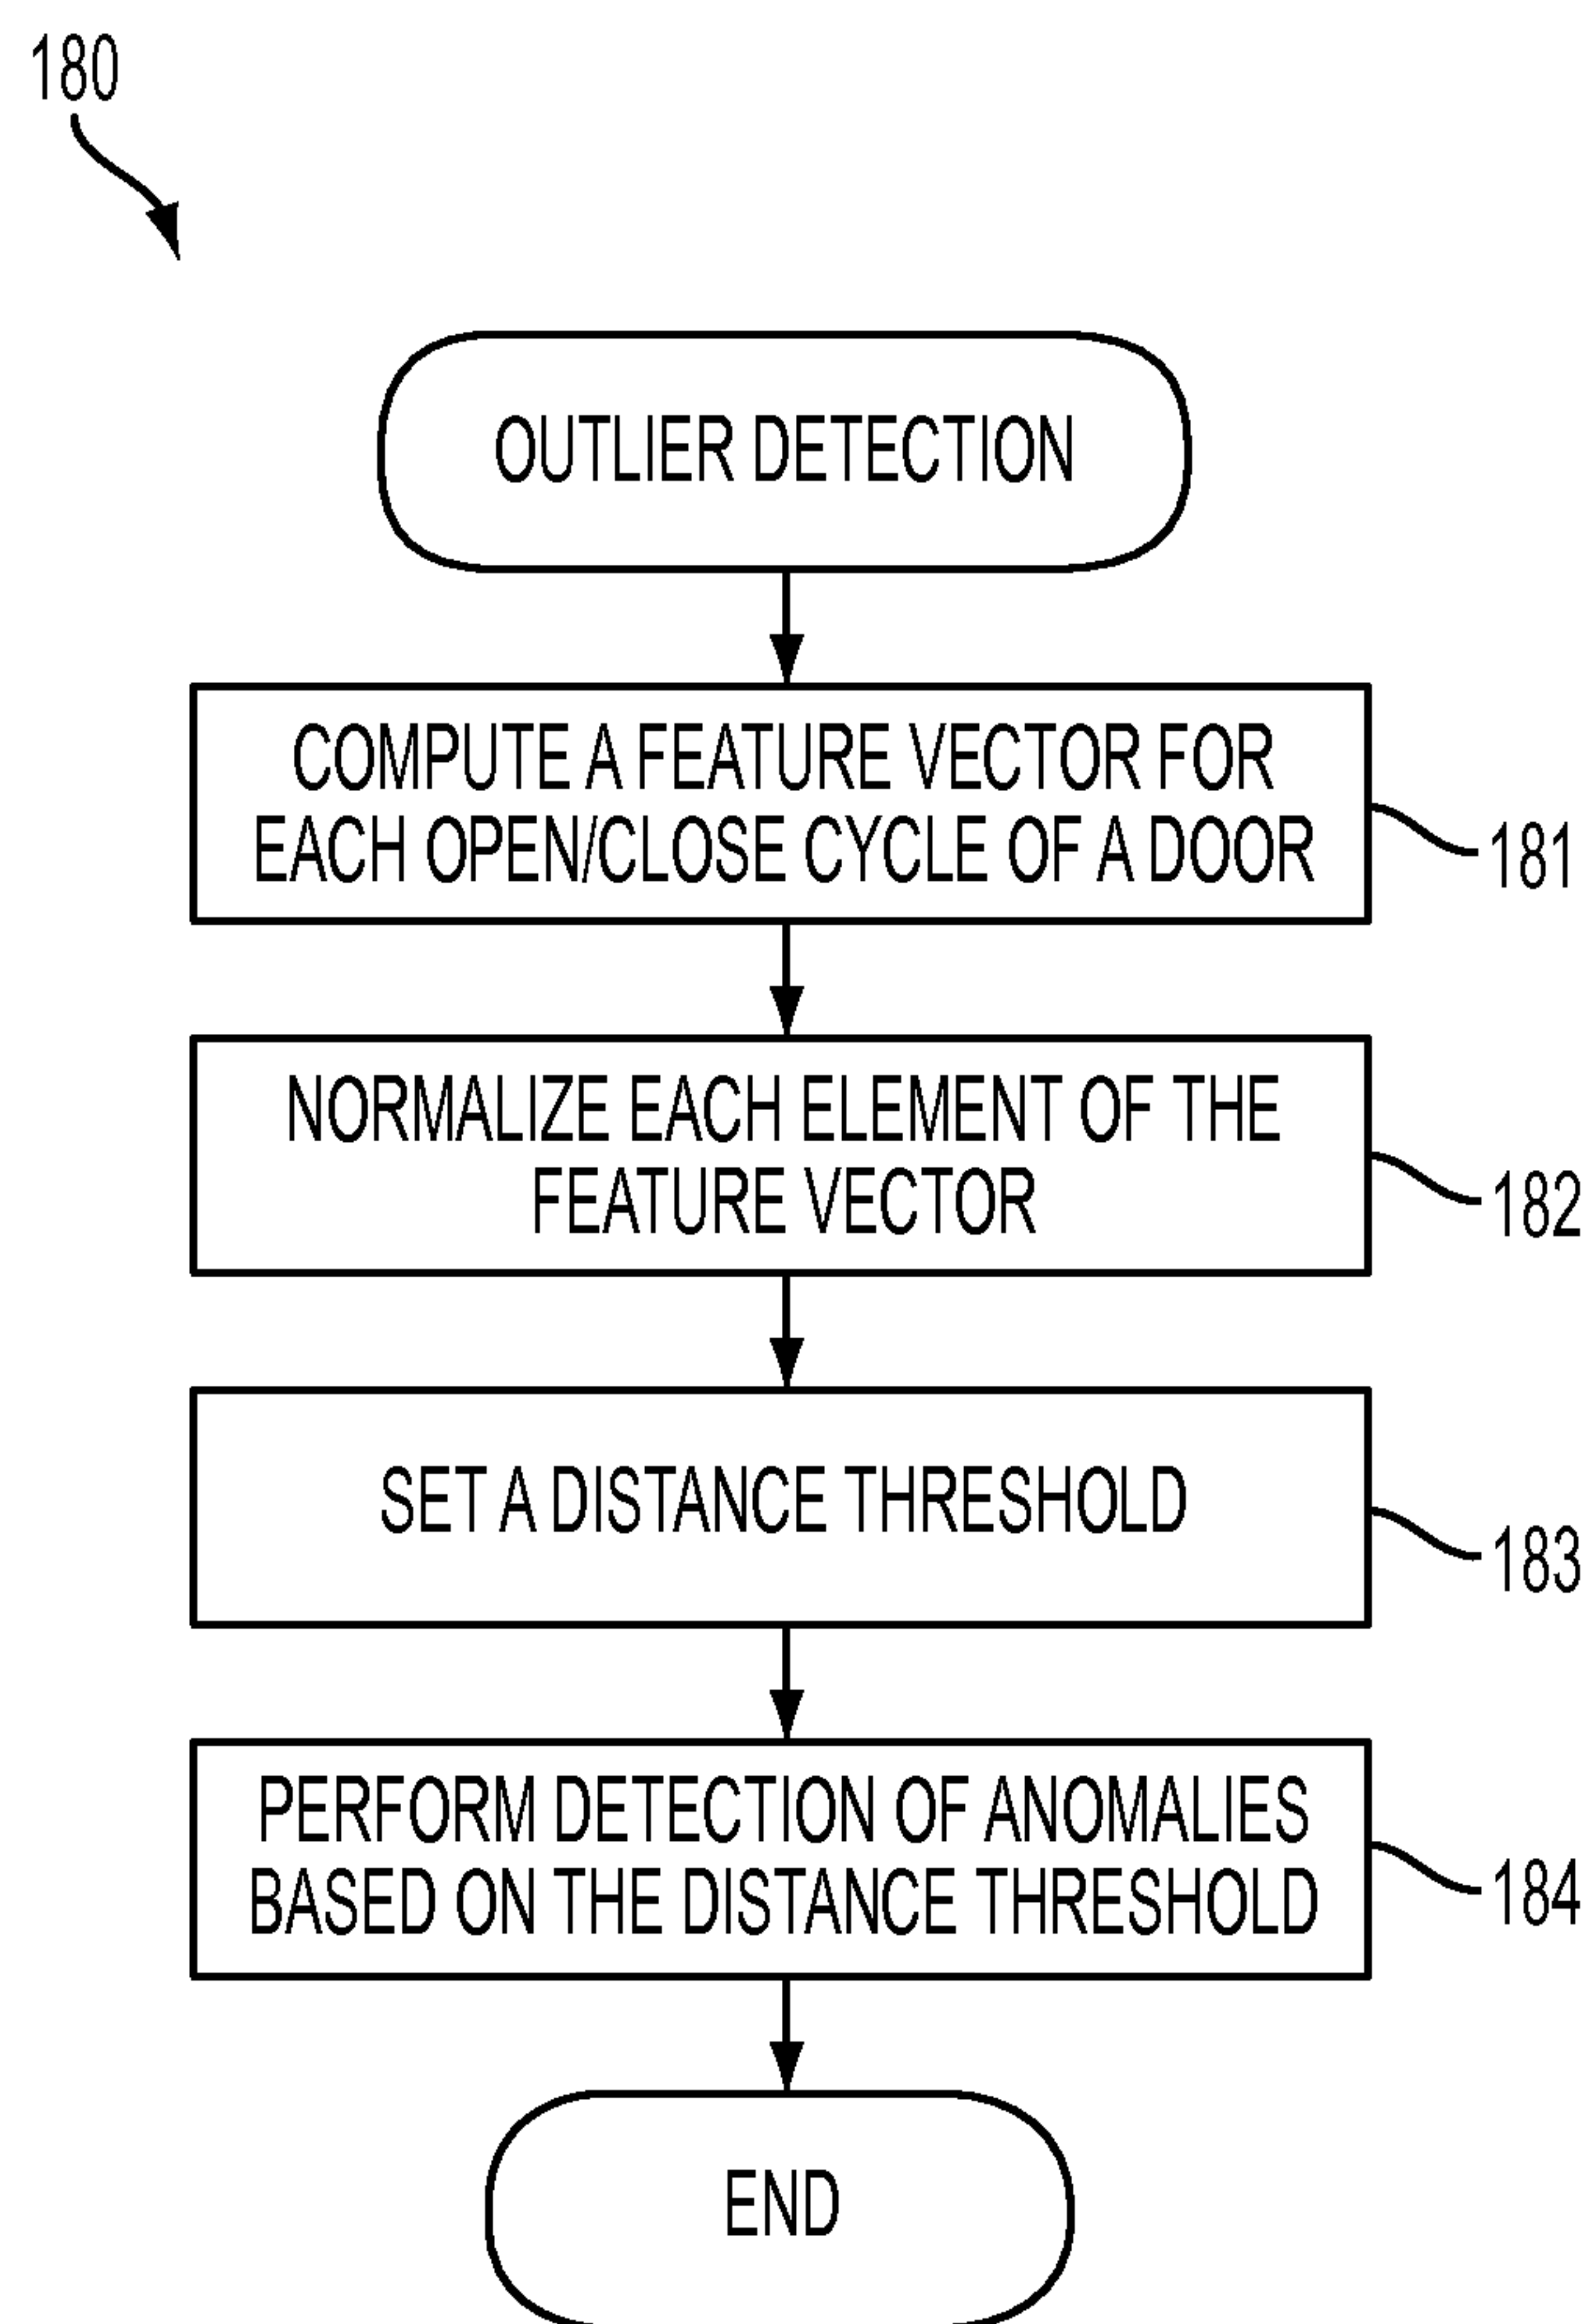 180
OUTLIER DETECTION
COMPUTE A FEATURE VECTOR FOR
EACH OPEN/CLOSE CYCLE OF A DOOR
181
NORMALIZE EACH ELEMENT OF THE
FEATURE VECTOR
182
SET A DISTANCE THRESHOLD
183
PERFORM DETECTION OF ANOMALIES
BASED ON THE DISTANCE THRESHOLD
184
END